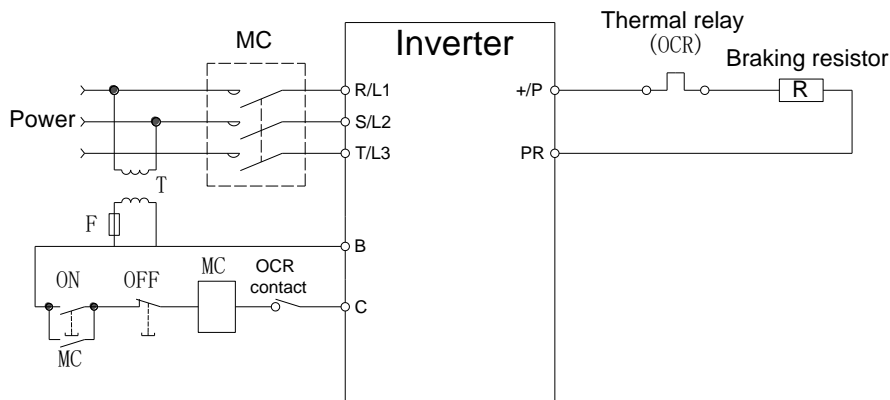 MC
Inverter
Thermal relay
(OCR)
Braking resistor
R/L1
+/P
R
Power
S/L2
T/L3
PR
T
F
B
ON
OFF
MC
OCR
contact
C
MC